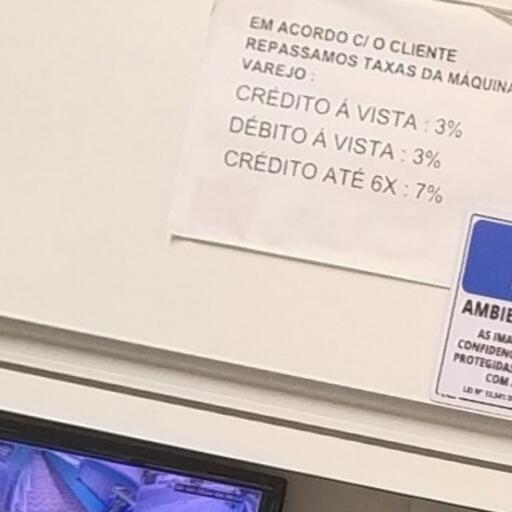 EM ACORDO C/ O CLIENTE
REPASSAMOS TAXAS DA MÁQUINA
VAREJO :
CRÉDITO Á VISTA : 3%
DÉBITO Á VISTA : 3%
CRÉDITO ATÉ 6X : 7%
AMBIE
AS IMA
CONFIDENC
PROTEGIDAS
COM